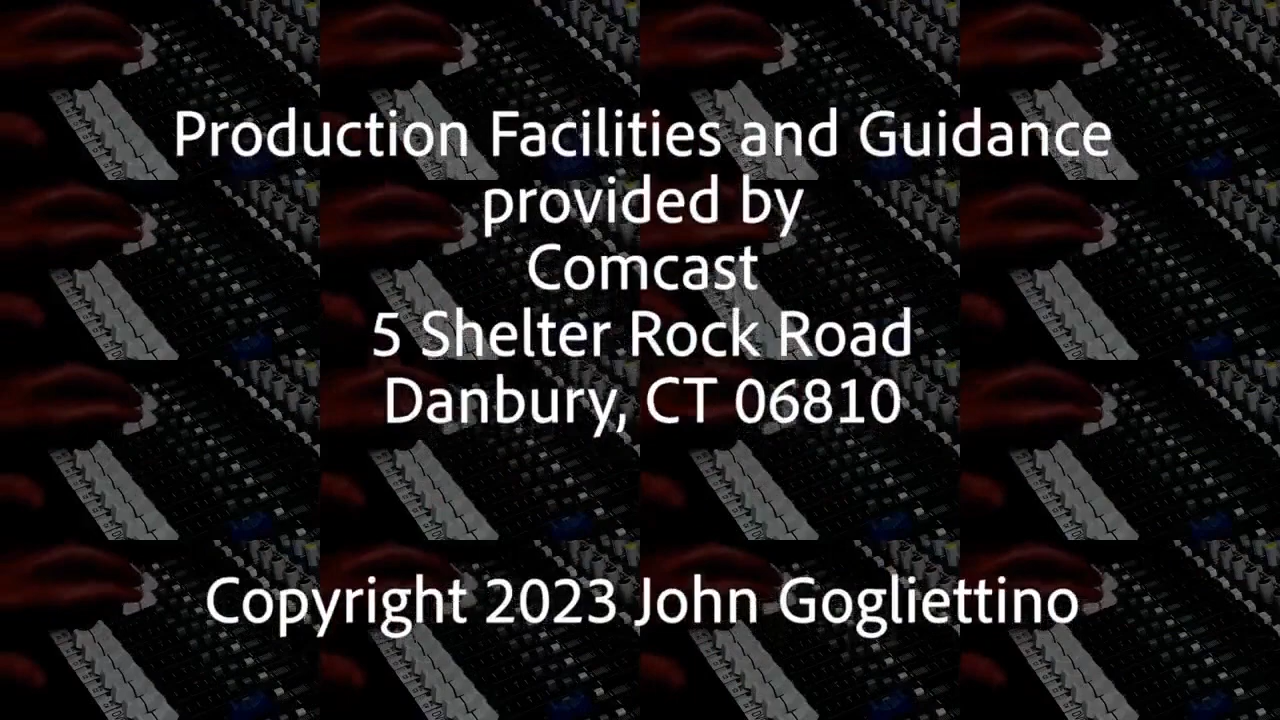 Production Facilities and Guidance
provided by
Comcast
5 Shelter Rock Road
Danbury, CT 06810
Copyright 2023 John Gogliettino